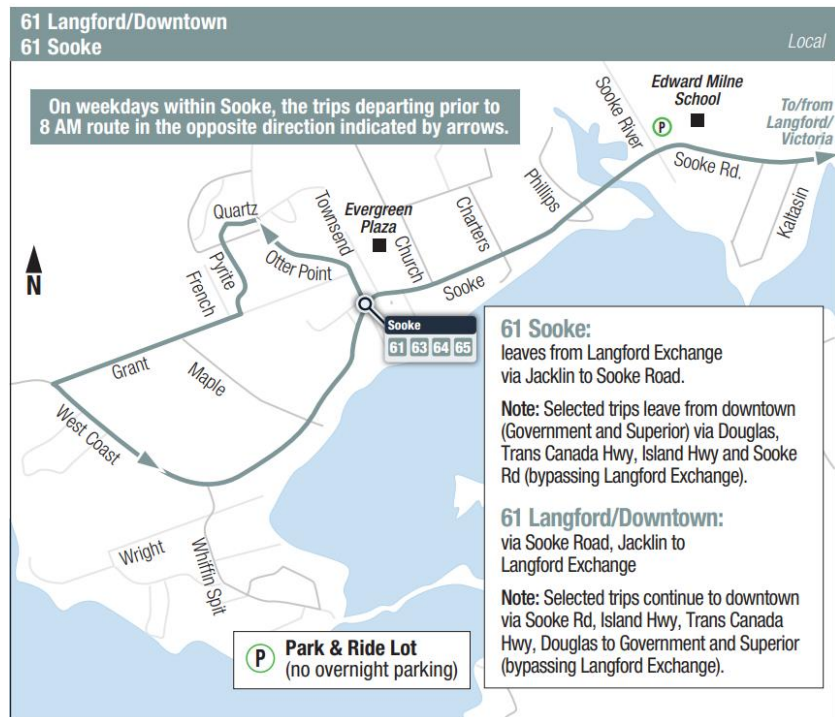 61 Langford/Downtown
61 Sooke
Local
On weekdays within Sooke, the trips departing prior to
8 AM route in the opposite direction indicated by arrows.
Edward Milne
School
Sooke River
P
To/from
Langford/
Victoria
Sooke Rd.
Kaltasin
Phillips
Quartz
Townsend
Evergreen
Plaza
Church
Charters
N
Pyrite
Otter Point
French
Sooke
Sooke
61 63 64 65
Grant
Maple
West Coast
Wright
Whiffin Spit
61 Sooke:
leaves from Langford Exchange
via Jacklin to Sooke Road.
Note: Selected trips leave from downtown
(Government and Superior) via Douglas,
Trans Canada Hwy, Island Hwy and Sooke
Rd (bypassing Langford Exchange).
61 Langford/Downtown:
via Sooke Road, Jacklin to
Langford Exchange
Note: Selected trips continue to downtown
via Sooke Rd, Island Hwy, Trans Canada
Hwy, Douglas to Government and Superior
(bypassing Langford Exchange).
P
Park & Ride Lot
(no overnight parking)